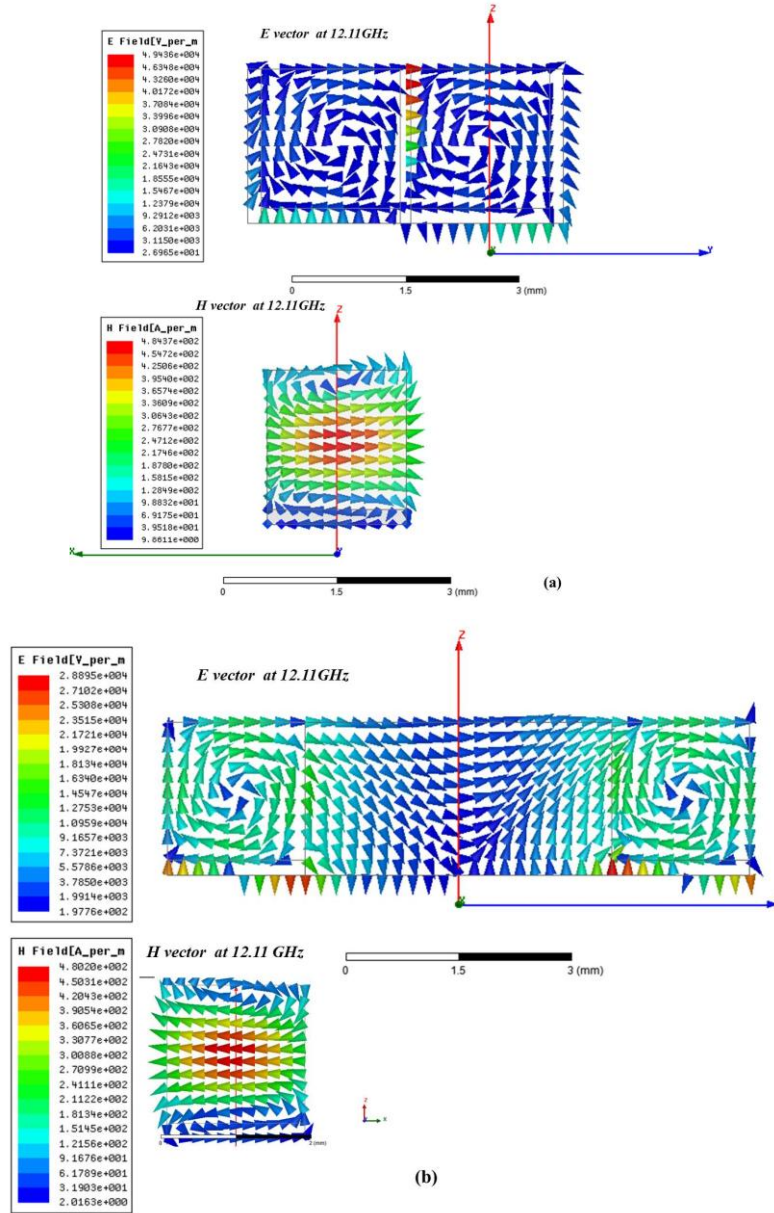 E Field[V_per_m
4.9436e+004
4.6348e+004
4.3260e+004
4.0172e+004
3.7084e+004
3.3996e+004
3.0908e+004
2.7820e+004
2.4731e+004
2.1643e+004
1.8555e+004
1.5467e+004
1.2379e+004
9.2912e+003
6.2031e+003
3.1150e+003
2.6965e+001
E vector at 12.11GHz
Z
Y
0 1.5 3 (mm)
H vector at 12.11GHz
H Field[A_per_m
4.8437e+002
4.5472e+002
4.2506e+002
3.9540e+002
3.6574e+002
3.3609e+002
3.0643e+002
2.7677e+002
2.4712e+002
2.1746e+002
1.8780e+002
1.5815e+002
1.2849e+002
9.8832e+001
6.9175e+001
3.9518e+001
9.8611e+000
Z
X
Y
0 1.5 3 (mm)
(a)
E Field[V_per_m
2.8895e+004
2.7102e+004
2.5308e+004
2.3515e+004
2.1721e+004
1.9927e+004
1.8134e+004
1.6340e+004
1.4547e+004
1.2753e+004
1.0959e+004
9.1657e+003
7.3721e+003
5.5786e+003
3.7850e+003
1.9914e+003
1.9776e+002
E vector at 12.11GHz
Z
0 1.5 3 (mm)
H Field[A_per_m
4.8020e+002
4.5031e+002
4.2043e+002
3.9054e+002
3.6065e+002
3.3077e+002
3.0088e+002
2.7099e+002
2.4111e+002
2.1122e+002
1.8134e+002
1.5145e+002
1.2156e+002
9.1676e+001
6.1789e+001
3.1903e+001
2.0163e+000
H vector at 12.11 GHz
z
x
2 (mm)
(b)